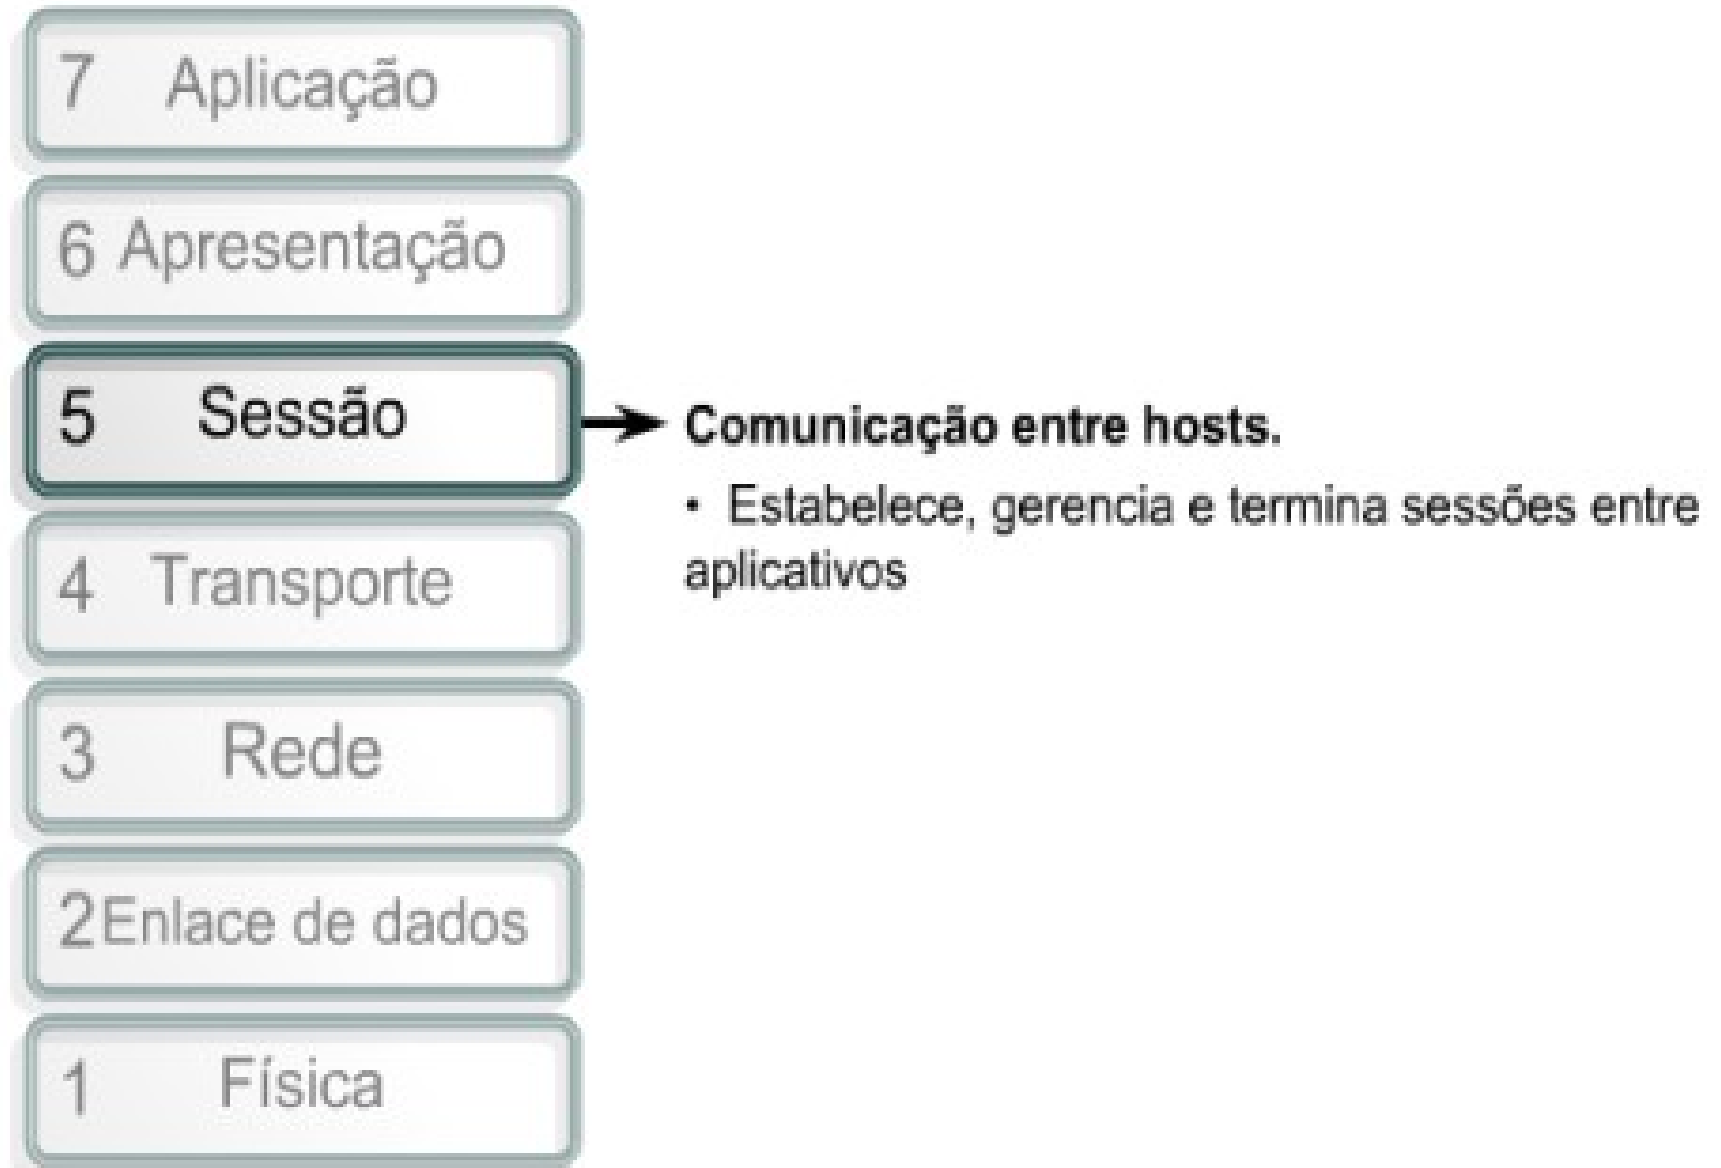 7 Aplicação
6 Apresentação
5 Sessão
Comunicação entre hosts.
• Estabelece, gerencia e termina sessões entre
aplicativos
4 Transporte
3 Rede
2 Enlace de dados
1 Física